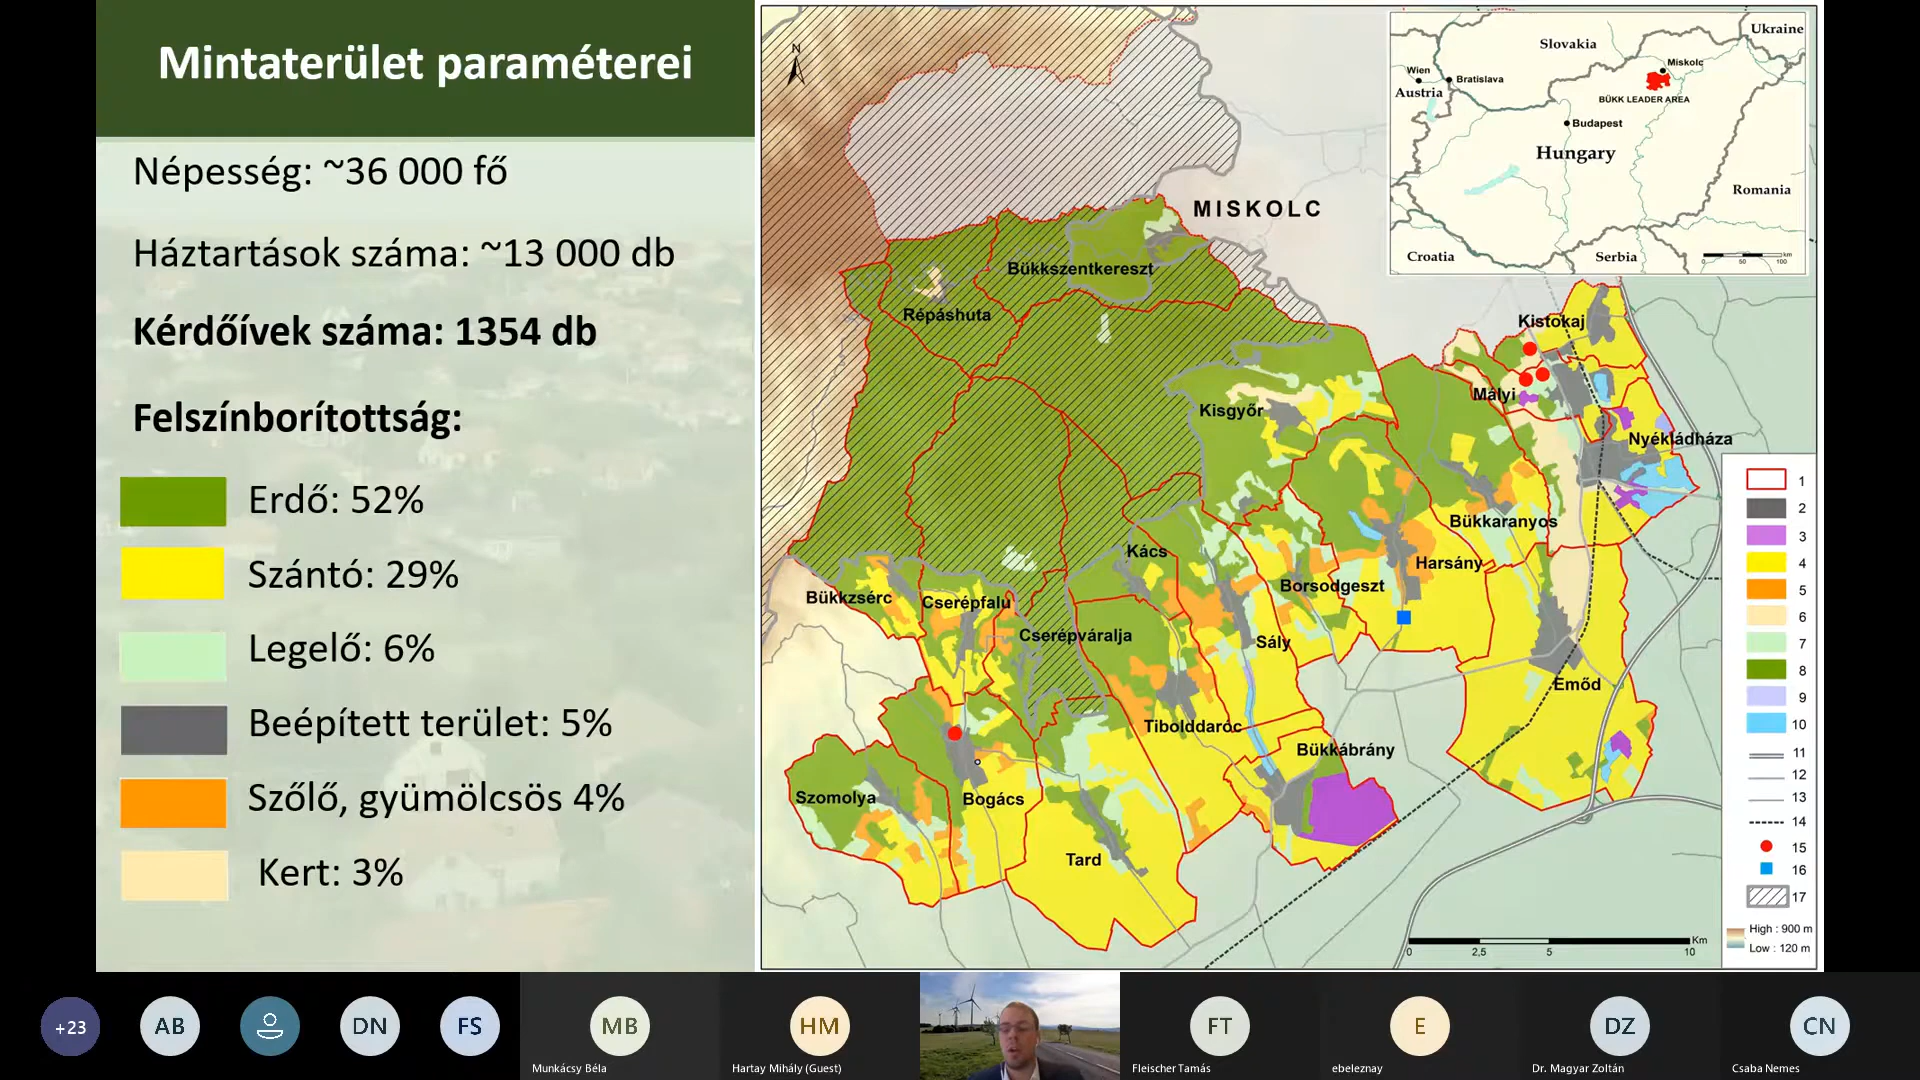 Mintaterület paraméterei
Népesség: ~36 000 fő
Háztartások száma: ~13 000 db
Kérdőívek száma: 1354 db
Felszínborítottság:
Erdő: 52%
Szántó: 29%
Legelő: 6%
Beépített terület: 5%
Szőlő, gyümölcsös 4%
Kert: 3%
N
MISKOLC
Bükkszentkereszt
Répáshuta
Kistokaj
Mályi
Kisgyőr
Nyékládháza
Bükkaranyos
Kács
Harsány
Borsodgeszt
Bükkzsérc
Cserépfalu
Cserépváralja
Sály
Emőd
Tibolddaróc
Bükkábrány
Szomolya
Bogács
Tard
Ukraine
Slovakia
Miskolc
Wien
Bratislava
Austria
BÜKK LEADER AREA
Budapest
Hungary
Romania
Croatia
Serbia
km
0 50 100
1
2
3
4
5
6
7
8
9
10
11
12
13
14
15
16
17
High : 900 m
Low : 120 m
Km
0 2,5 5 10
+23
AB
DN
FS
MB
HM
FT
E
DZ
CN
Munkácsy Béla
Hartay Mihály (Guest)
Fleischer Tamás
ebeleznay
Dr. Magyar Zoltán
Csaba Nemes